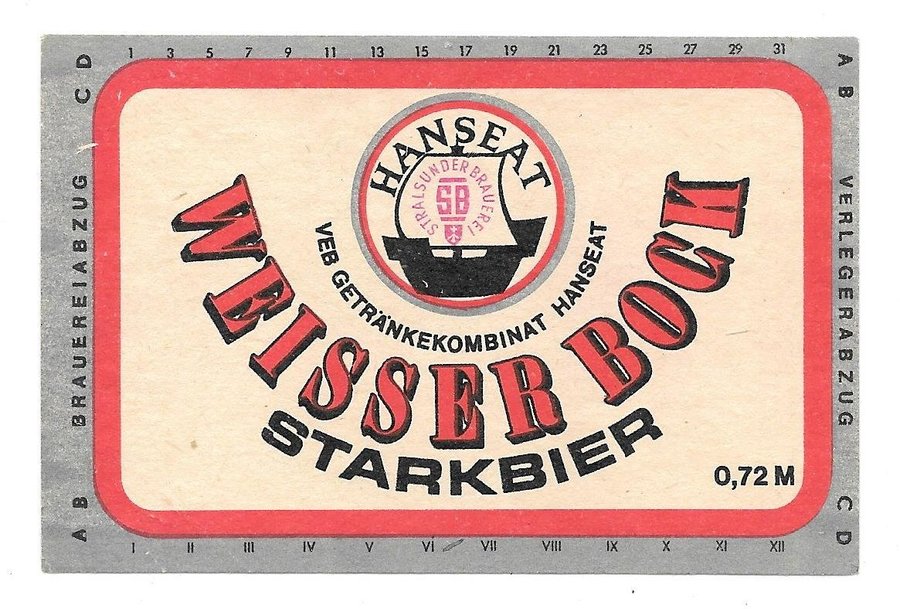 1 3 5 7 9 11 13 15 17 19 21 23 25 27 29 31
C D
BRAUEREIABZUG
A B
HANSEAT
STRALSUNDER BRAUEREI
SB
VEB GETRÄNKEKOMBINAT HANSEAT
WEISSER BOCK
STARKBIER
0,72 M
A B
VERLEGERABZUG
C D
I II III IV V VI VII VIII IX X XI XII